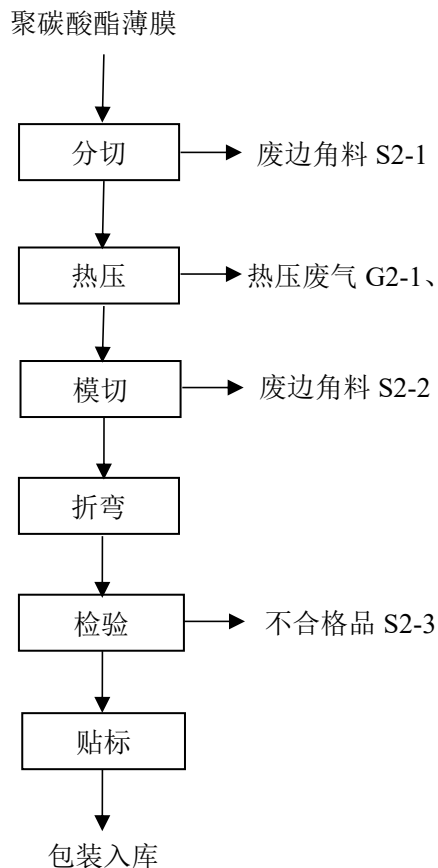 聚碳酸酯薄膜
分切
废边角料 S2-1
热压
热压废气 G2-1、
模切
废边角料 S2-2
折弯
检验
不合格品 S2-3
贴标
包装入库